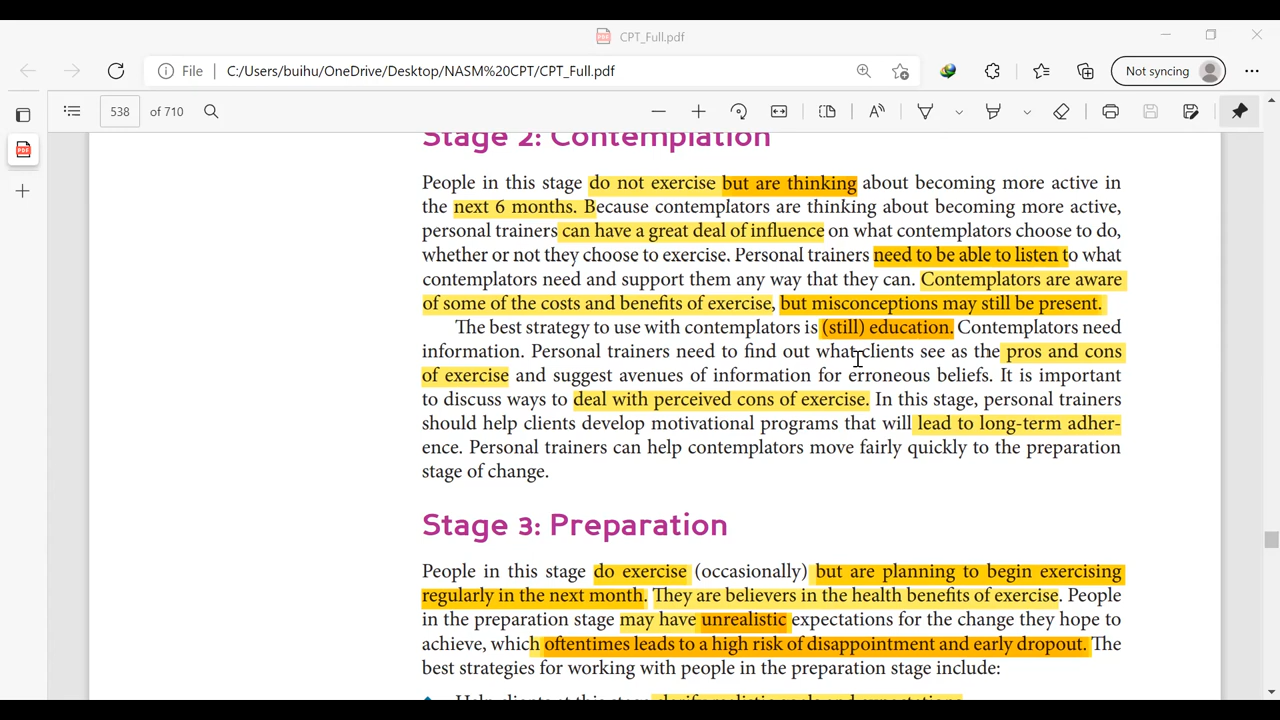 CPT_Full.pdf
File C:/Users/buihu/OneDrive/Desktop/NASM%20CPT/CPT_Full.pdf
Not syncing
538 of 710
Stage 2: Contemplation
People in this stage do not exercise but are thinking about becoming more active in
the next 6 months. Because contemplators are thinking about becoming more active,
personal trainers can have a great deal of influence on what contemplators choose to do,
whether or not they choose to exercise. Personal trainers need to be able to listen to what
contemplators need and support them any way that they can. Contemplators are aware
of some of the costs and benefits of exercise, but misconceptions may still be present.
The best strategy to use with contemplators is (still) education. Contemplators need
information. Personal trainers need to find out what clients see as the pros and cons
of exercise and suggest avenues of information for erroneous beliefs. It is important
to discuss ways to deal with perceived cons of exercise. In this stage, personal trainers
should help clients develop motivational programs that will lead to long-term adher-
ence. Personal trainers can help contemplators move fairly quickly to the preparation
stage of change.
Stage 3: Preparation
People in this stage do exercise (occasionally) but are planning to begin exercising
regularly in the next month. They are believers in the health benefits of exercise. People
in the preparation stage may have unrealistic expectations for the change they hope to
achieve, which oftentimes leads to a high risk of disappointment and early dropout. The
best strategies for working with people in the preparation stage include:
Help clients at this stage clarify realistic goals and expectations.